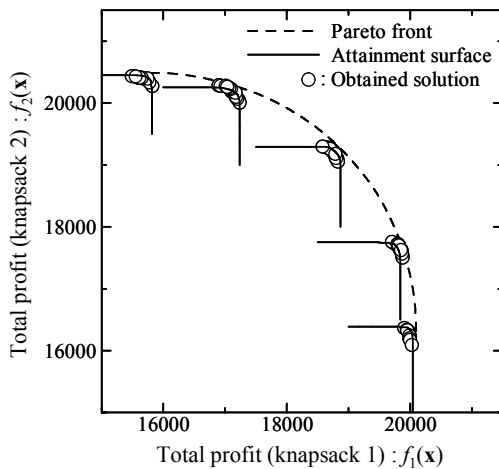 Pareto front
Attainment surface
: Obtained solution
20000
18000
16000
Total profit (knapsack 2) : f₂(x)
16000 18000 20000
Total profit (knapsack 1) : f₁(x)